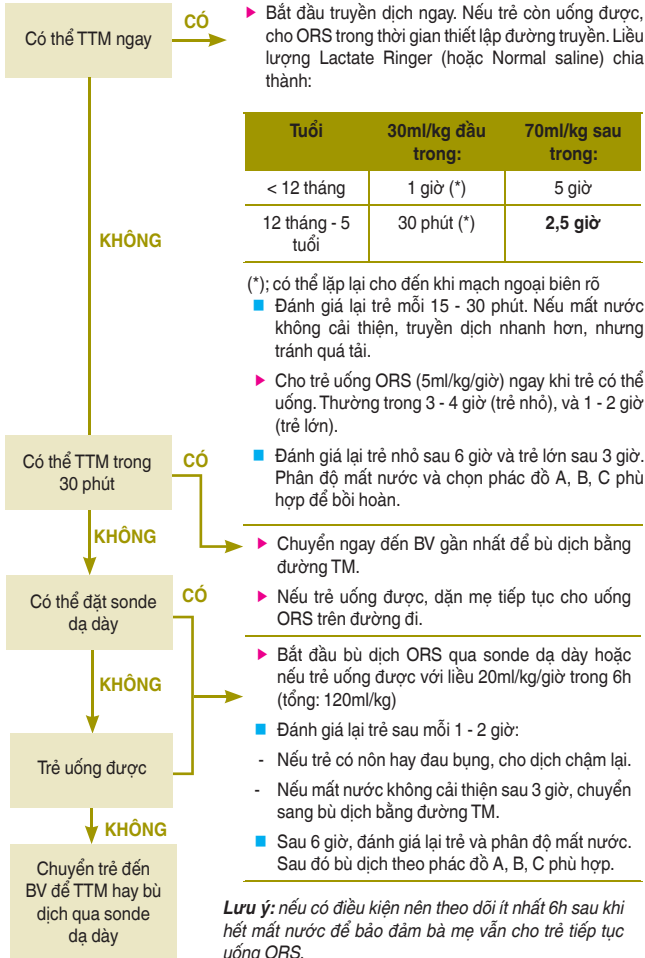 Có thể TTM ngay
CÓ
▶ Bắt đầu truyền dịch ngay. Nếu trẻ còn uống được,
cho ORS trong thời gian thiết lập đường truyền. Liều
lượng Lactate Ringer (hoặc Normal saline) chia
thành:
Tuổi 30ml/kg đầu 70ml/kg sau
trong: trong:
< 12 tháng 1 giờ (*) 5 giờ
12 tháng - 5 30 phút (*) 2,5 giờ
tuổi
KHÔNG
(*); có thể lặp lại cho đến khi mạch ngoại biên rõ
■ Đánh giá lại trẻ mỗi 15 - 30 phút. Nếu mất nước
không cải thiện, truyền dịch nhanh hơn, nhưng
tránh quá tải.
▶ Cho trẻ uống ORS (5ml/kg/giờ) ngay khi trẻ có thể
uống. Thường trong 3 - 4 giờ (trẻ nhỏ), và 1 - 2 giờ
(trẻ lớn).
■ Đánh giá lại trẻ nhỏ sau 6 giờ và trẻ lớn sau 3 giờ.
Phân độ mất nước và chọn phác đồ A, B, C phù
hợp để bồi hoàn.
Có thể TTM trong
30 phút
CÓ
▶ Chuyển ngay đến BV gần nhất để bù dịch bằng
đường TM.
▶ Nếu trẻ uống được, dặn mẹ tiếp tục cho uống
ORS trên đường đi.
KHÔNG
Có thể đặt sonde
dạ dày
CÓ
▶ Bắt đầu bù dịch ORS qua sonde dạ dày hoặc
nếu trẻ uống được với liều 20ml/kg/giờ trong 6h
(tổng: 120ml/kg)
■ Đánh giá lại trẻ sau mỗi 1 - 2 giờ:
- Nếu trẻ có nôn hay đau bụng, cho dịch chậm lại.
- Nếu mất nước không cải thiện sau 3 giờ, chuyển
sang bù dịch bằng đường TM.
■ Sau 6 giờ, đánh giá lại trẻ và phân độ mất nước.
Sau đó bù dịch theo phác đồ A, B, C phù hợp.
KHÔNG
Trẻ uống được
KHÔNG
Chuyển trẻ đến
BV để TTM hay bù
dịch qua sonde
dạ dày
Lưu ý: nếu có điều kiện nên theo dõi ít nhất 6h sau khi
hết mất nước để bảo đảm bà mẹ vẫn cho trẻ tiếp tục
uống ORS.